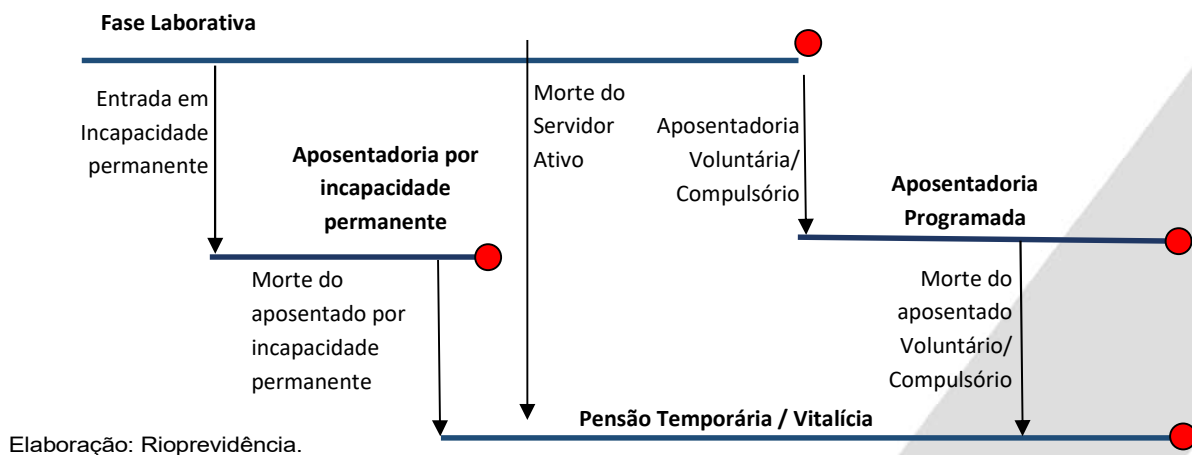 Fase Laborativa
Entrada em
Incapacidade
permanente
Aposentadoria por
incapacidade
permanente
Morte do
Servidor
Ativo
Aposentadoria
Voluntária/
Compulsório
Aposentadoria
Programada
Morte do
aposentado por
incapacidade
permanente
Morte do
aposentado
Voluntário/
Compulsório
Pensão Temporária / Vitalícia
Elaboração: Rioprevidência.